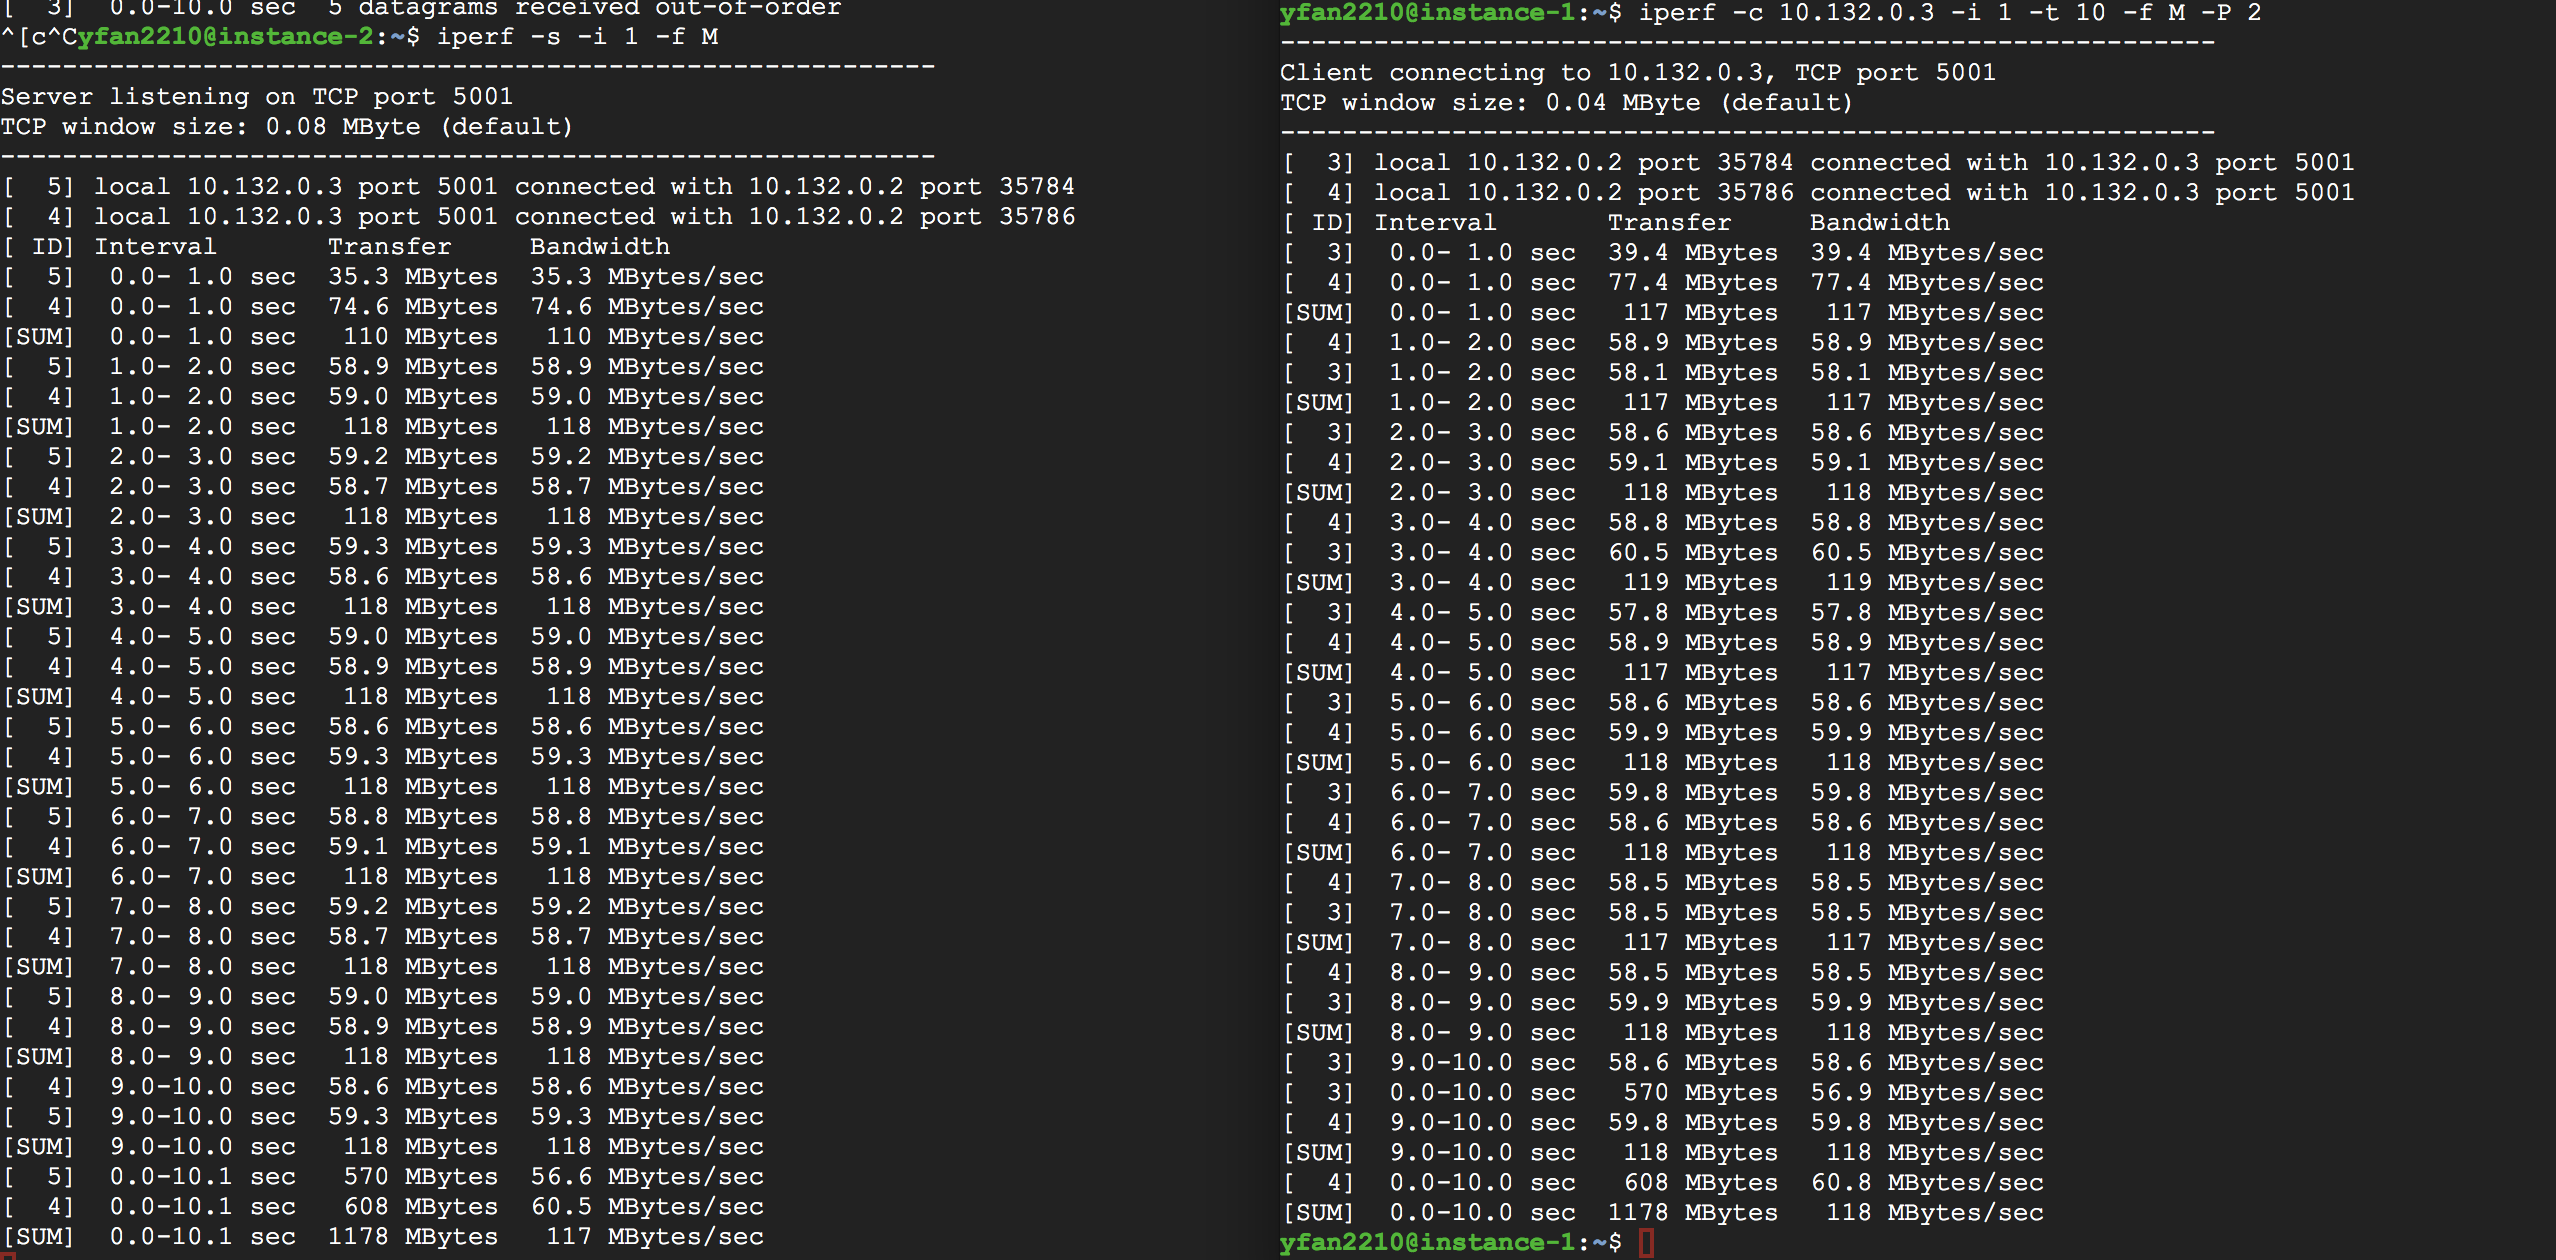 [  3]  0.0-10.0 sec  5 datagrams received out-of-order
^[c^Cyfan2210@instance-2:~$ iperf -s -i 1 -f M
------------------------------------------------------------
Server listening on TCP port 5001
TCP window size: 0.08 MByte (default)
------------------------------------------------------------
[  5] local 10.132.0.3 port 5001 connected with 10.132.0.2 port 35784
[  4] local 10.132.0.3 port 5001 connected with 10.132.0.2 port 35786
[ ID] Interval       Transfer     Bandwidth
[  5]  0.0- 1.0 sec  35.3 MBytes  35.3 MBytes/sec
[  4]  0.0- 1.0 sec  74.6 MBytes  74.6 MBytes/sec
[SUM]  0.0- 1.0 sec   110 MBytes   110 MBytes/sec
[  5]  1.0- 2.0 sec  58.9 MBytes  58.9 MBytes/sec
[  4]  1.0- 2.0 sec  59.0 MBytes  59.0 MBytes/sec
[SUM]  1.0- 2.0 sec   118 MBytes   118 MBytes/sec
[  5]  2.0- 3.0 sec  59.2 MBytes  59.2 MBytes/sec
[  4]  2.0- 3.0 sec  58.7 MBytes  58.7 MBytes/sec
[SUM]  2.0- 3.0 sec   118 MBytes   118 MBytes/sec
[  5]  3.0- 4.0 sec  59.3 MBytes  59.3 MBytes/sec
[  4]  3.0- 4.0 sec  58.6 MBytes  58.6 MBytes/sec
[SUM]  3.0- 4.0 sec   118 MBytes   118 MBytes/sec
[  5]  4.0- 5.0 sec  59.0 MBytes  59.0 MBytes/sec
[  4]  4.0- 5.0 sec  58.9 MBytes  58.9 MBytes/sec
[SUM]  4.0- 5.0 sec   118 MBytes   118 MBytes/sec
[  5]  5.0- 6.0 sec  58.6 MBytes  58.6 MBytes/sec
[  4]  5.0- 6.0 sec  59.3 MBytes  59.3 MBytes/sec
[SUM]  5.0- 6.0 sec   118 MBytes   118 MBytes/sec
[  5]  6.0- 7.0 sec  58.8 MBytes  58.8 MBytes/sec
[  4]  6.0- 7.0 sec  59.1 MBytes  59.1 MBytes/sec
[SUM]  6.0- 7.0 sec   118 MBytes   118 MBytes/sec
[  5]  7.0- 8.0 sec  59.2 MBytes  59.2 MBytes/sec
[  4]  7.0- 8.0 sec  58.7 MBytes  58.7 MBytes/sec
[SUM]  7.0- 8.0 sec   118 MBytes   118 MBytes/sec
[  5]  8.0- 9.0 sec  59.0 MBytes  59.0 MBytes/sec
[  4]  8.0- 9.0 sec  58.9 MBytes  58.9 MBytes/sec
[SUM]  8.0- 9.0 sec   118 MBytes   118 MBytes/sec
[  4]  9.0-10.0 sec  58.6 MBytes  58.6 MBytes/sec
[  5]  9.0-10.0 sec  59.3 MBytes  59.3 MBytes/sec
[SUM]  9.0-10.0 sec   118 MBytes   118 MBytes/sec
[  5]  0.0-10.1 sec   570 MBytes  56.6 MBytes/sec
[  4]  0.0-10.1 sec   608 MBytes  60.5 MBytes/sec
[SUM]  0.0-10.1 sec  1178 MBytes   117 MBytes/sec
yfan2210@instance-1:~$ iperf -c 10.132.0.3 -i 1 -t 10 -f M -P 2
------------------------------------------------------------
Client connecting to 10.132.0.3, TCP port 5001
TCP window size: 0.04 MByte (default)
------------------------------------------------------------
[  3] local 10.132.0.2 port 35784 connected with 10.132.0.3 port 5001
[  4] local 10.132.0.2 port 35786 connected with 10.132.0.3 port 5001
[ ID] Interval       Transfer     Bandwidth
[  3]  0.0- 1.0 sec  39.4 MBytes  39.4 MBytes/sec
[  4]  0.0- 1.0 sec  77.4 MBytes  77.4 MBytes/sec
[SUM]  0.0- 1.0 sec   117 MBytes   117 MBytes/sec
[  4]  1.0- 2.0 sec  58.9 MBytes  58.9 MBytes/sec
[  3]  1.0- 2.0 sec  58.1 MBytes  58.1 MBytes/sec
[SUM]  1.0- 2.0 sec   117 MBytes   117 MBytes/sec
[  3]  2.0- 3.0 sec  58.6 MBytes  58.6 MBytes/sec
[  4]  2.0- 3.0 sec  59.1 MBytes  59.1 MBytes/sec
[SUM]  2.0- 3.0 sec   118 MBytes   118 MBytes/sec
[  4]  3.0- 4.0 sec  58.8 MBytes  58.8 MBytes/sec
[  3]  3.0- 4.0 sec  60.5 MBytes  60.5 MBytes/sec
[SUM]  3.0- 4.0 sec   119 MBytes   119 MBytes/sec
[  3]  4.0- 5.0 sec  57.8 MBytes  57.8 MBytes/sec
[  4]  4.0- 5.0 sec  58.9 MBytes  58.9 MBytes/sec
[SUM]  4.0- 5.0 sec   117 MBytes   117 MBytes/sec
[  3]  5.0- 6.0 sec  58.6 MBytes  58.6 MBytes/sec
[  4]  5.0- 6.0 sec  59.9 MBytes  59.9 MBytes/sec
[SUM]  5.0- 6.0 sec   118 MBytes   118 MBytes/sec
[  3]  6.0- 7.0 sec  59.8 MBytes  59.8 MBytes/sec
[  4]  6.0- 7.0 sec  58.6 MBytes  58.6 MBytes/sec
[SUM]  6.0- 7.0 sec   118 MBytes   118 MBytes/sec
[  4]  7.0- 8.0 sec  58.5 MBytes  58.5 MBytes/sec
[  3]  7.0- 8.0 sec  58.5 MBytes  58.5 MBytes/sec
[SUM]  7.0- 8.0 sec   117 MBytes   117 MBytes/sec
[  4]  8.0- 9.0 sec  58.5 MBytes  58.5 MBytes/sec
[  3]  8.0- 9.0 sec  59.9 MBytes  59.9 MBytes/sec
[SUM]  8.0- 9.0 sec   118 MBytes   118 MBytes/sec
[  3]  9.0-10.0 sec  58.6 MBytes  58.6 MBytes/sec
[  3]  0.0-10.0 sec   570 MBytes  56.9 MBytes/sec
[  4]  9.0-10.0 sec  59.8 MBytes  59.8 MBytes/sec
[SUM]  9.0-10.0 sec   118 MBytes   118 MBytes/sec
[  4]  0.0-10.0 sec   608 MBytes  60.8 MBytes/sec
[SUM]  0.0-10.0 sec  1178 MBytes   118 MBytes/sec
yfan2210@instance-1:~$